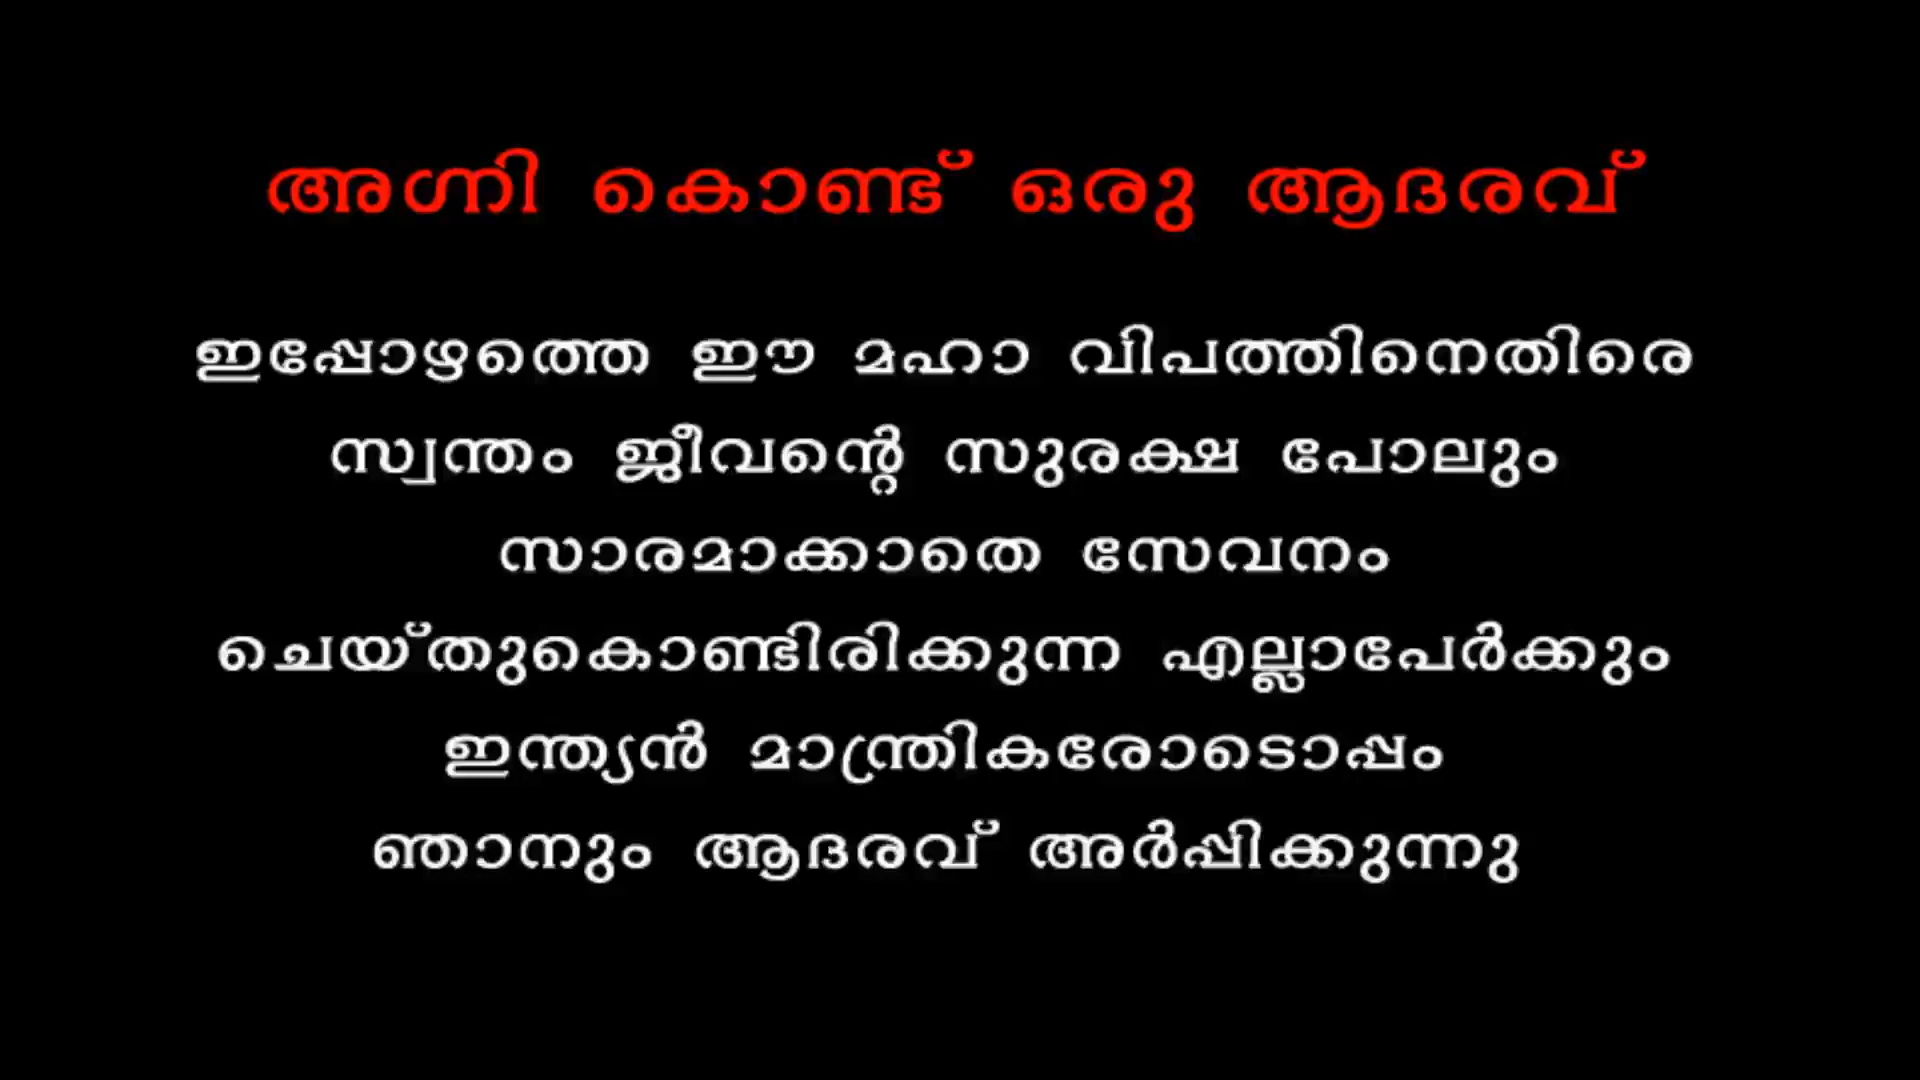 അഗ്നി കൊണ്ട് ഒരു ആദരവ്
ഇപ്പോഴത്തെ ഈ മഹാ വിപത്തിനെതിരെ
സ്വന്തം ജീവന്റെ സുരക്ഷ പോലും
സാരമാക്കാതെ സേവനം
ചെയ്തുകൊണ്ടിരിക്കുന്ന എല്ലാപേർക്കും
ഇന്ത്യൻ മാന്ത്രികരോടൊപ്പം
ഞാനും ആദരവ് അർപ്പിക്കുന്നു